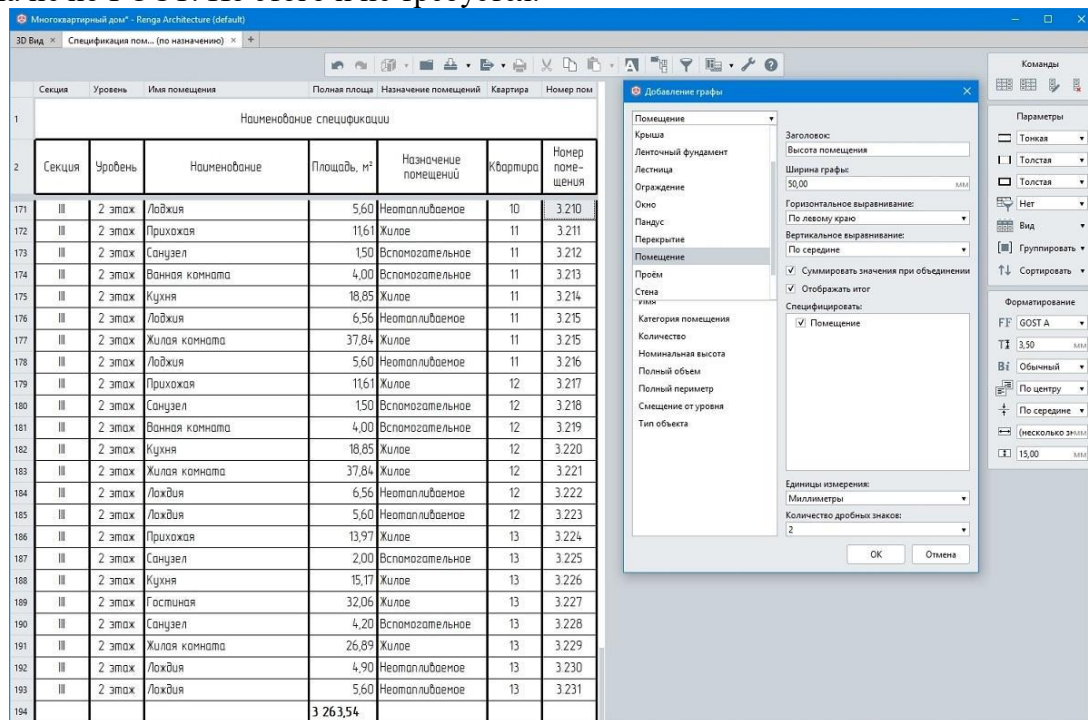 Многоквартирный дом* - Renga Architecture (default)
3D Вид × Спецификация пом... (по назначению) × +
Секция Уровень Имя помещения Полная площа Назначение помещений Квартира Номер пом
1 Наименование спецификации
2 Секция Уровень Наименование Площадь, м² Назначение помещений Квартира Номер поме- щения
171 III 2 этаж Лоджия 5,60 Неотапливаемое 10 3.210
172 III 2 этаж Прихожая 11,61 Жилое 11 3.211
173 III 2 этаж Санузел 1,50 Вспомогательное 11 3.212
174 III 2 этаж Ванная комната 4,00 Вспомогательное 11 3.213
175 III 2 этаж Кухня 18,85 Жилое 11 3.214
176 III 2 этаж Лоджия 6,56 Неотапливаемое 11 3.215
177 III 2 этаж Жилая комната 37,84 Жилое 11 3.215
178 III 2 этаж Лоджия 5,60 Неотапливаемое 11 3.216
179 III 2 этаж Прихожая 11,61 Жилое 12 3.217
180 III 2 этаж Санузел 1,50 Вспомогательное 12 3.218
181 III 2 этаж Ванная комната 4,00 Вспомогательное 12 3.219
182 III 2 этаж Кухня 18,85 Жилое 12 3.220
183 III 2 этаж Жилая комната 37,84 Жилое 12 3.221
184 III 2 этаж Лождия 6,56 Неотапливаемое 12 3.222
185 III 2 этаж Лождия 5,60 Неотапливаемое 12 3.223
186 III 2 этаж Прихожая 13,97 Жилое 13 3.224
187 III 2 этаж Санузел 2,00 Вспомогательное 13 3.225
188 III 2 этаж Кухня 15,17 Жилое 13 3.226
189 III 2 этаж Гостиная 32,06 Жилое 13 3.227
190 III 2 этаж Санузел 4,20 Вспомогательное 13 3.228
191 III 2 этаж Жилая комната 26,89 Жилое 13 3.229
192 III 2 этаж Лождия 4,90 Неотапливаемое 13 3.230
193 III 2 этаж Лождия 5,60 Неотапливаемое 13 3.231
194 3 263,54
Добавление графы
Помещение
Крыша
Ленточный фундамент
Лестница
Ограждение
Окно
Пандус
Перекрытие
Помещение
Проём
Стена
Имя
Категория помещения
Количество
Номинальная высота
Полный объем
Полный периметр
Смещение от уровня
Тип объекта
Заголовок:
Высота помещения
Ширина графы:
50,00 мм
Горизонтальное выравнивание:
По левому краю
Вертикальное выравнивание:
По середине
Суммировать значения при объединении
Отображать итог
Специфицировать:
Помещение
Единицы измерения:
Миллиметры
Количество дробных знаков:
2
ОК Отмена
Команды
Параметры
Тонкая
Толстая
Толстая
Нет
Вид
Группировать
Сортировать
Форматирование
FF GOST A
3,50 мм
Bi Обычный
По центру
По середине
(несколько зн мм
15,00 мм